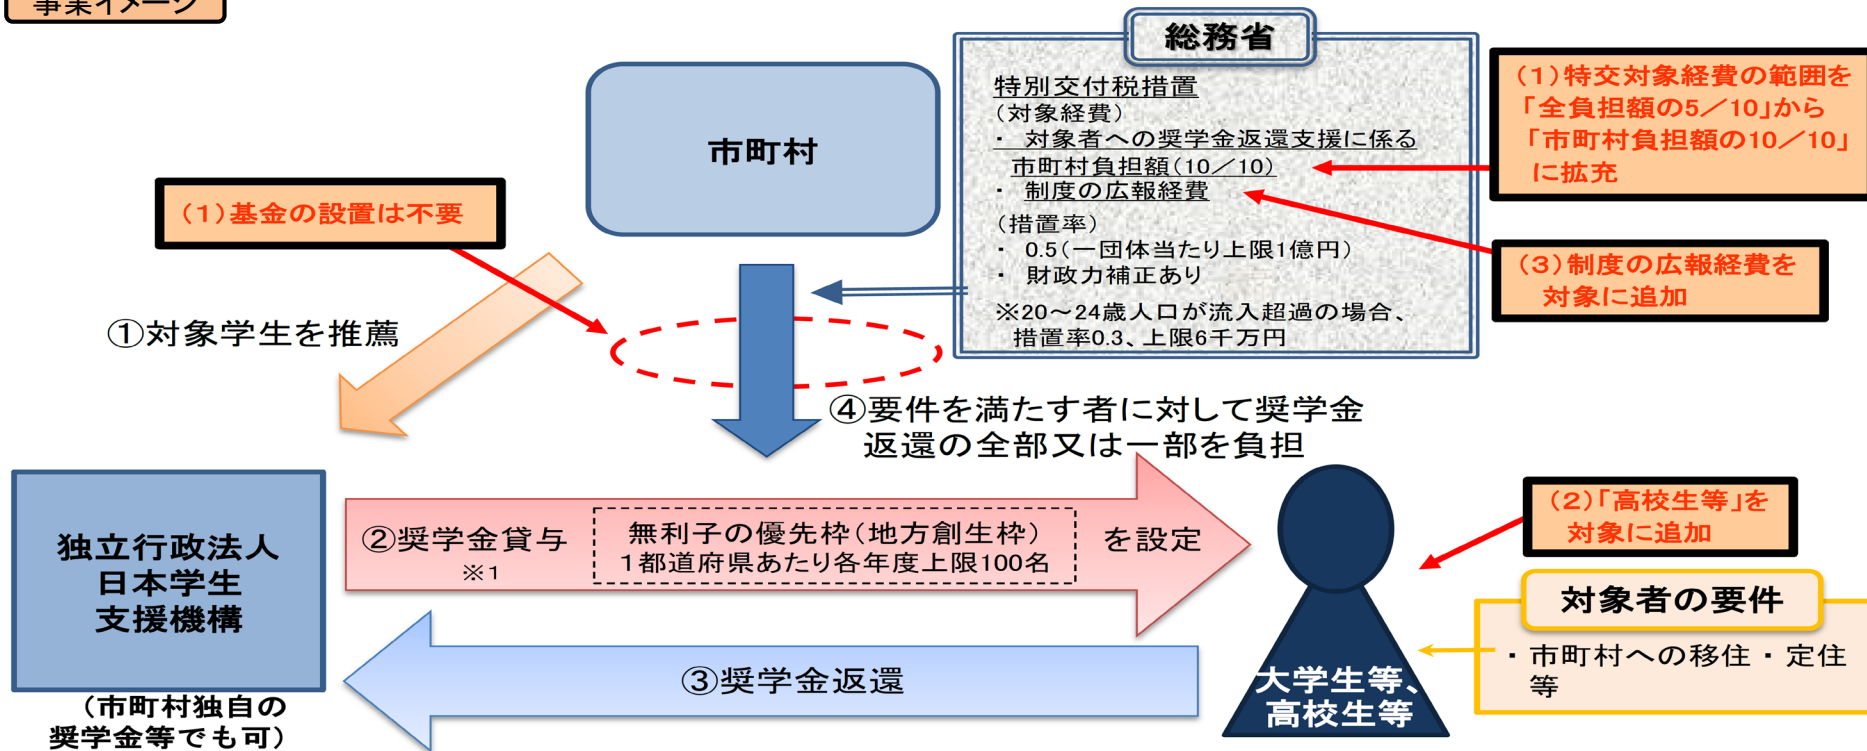 事業イメージ
総務省
特別交付税措置
(対象経費)
・ 対象者への奨学金返還支援に係る
市町村負担額(10/10)
・ 制度の広報経費
(措置率)
・ 0.5(一団体当たり上限1億円)
・ 財政力補正あり
※20~24歳人口が流入超過の場合、
措置率0.3、上限6千万円
(1)特交対象経費の範囲を
「全負担額の5/10」から
「市町村負担額の10/10」
に拡充
(3)制度の広報経費を
対象に追加
市町村
(1)基金の設置は不要
①対象学生を推薦
④要件を満たす者に対して奨学金
返還の全部又は一部を負担
独立行政法人
日本学生
支援機構
(市町村独自の
奨学金等でも可)
②奨学金貸与
※1
無利子の優先枠(地方創生枠)
1都道府県あたり各年度上限100名
を設定
③奨学金返還
大学生等、
高校生等
(2)「高校生等」を
対象に追加
対象者の要件
・市町村への移住・定住
等